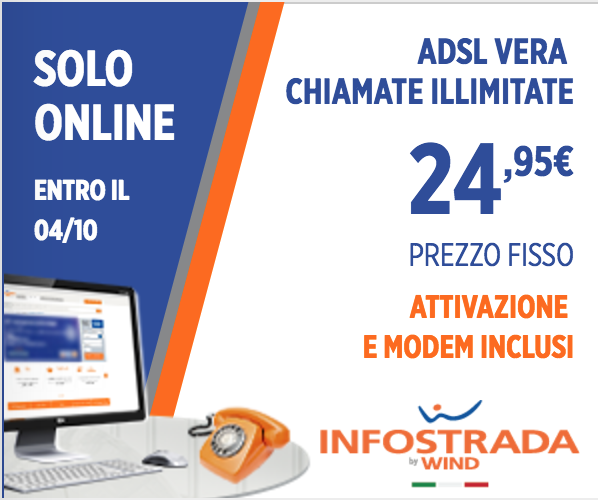 SOLO
ONLINE
ENTRO IL
04/10
ADSL VERA
CHIAMATE ILLIMITATE
24,95€
PREZZO FISSO
ATTIVAZIONE
E MODEM INCLUSI
INFOSTRADA
by WIND